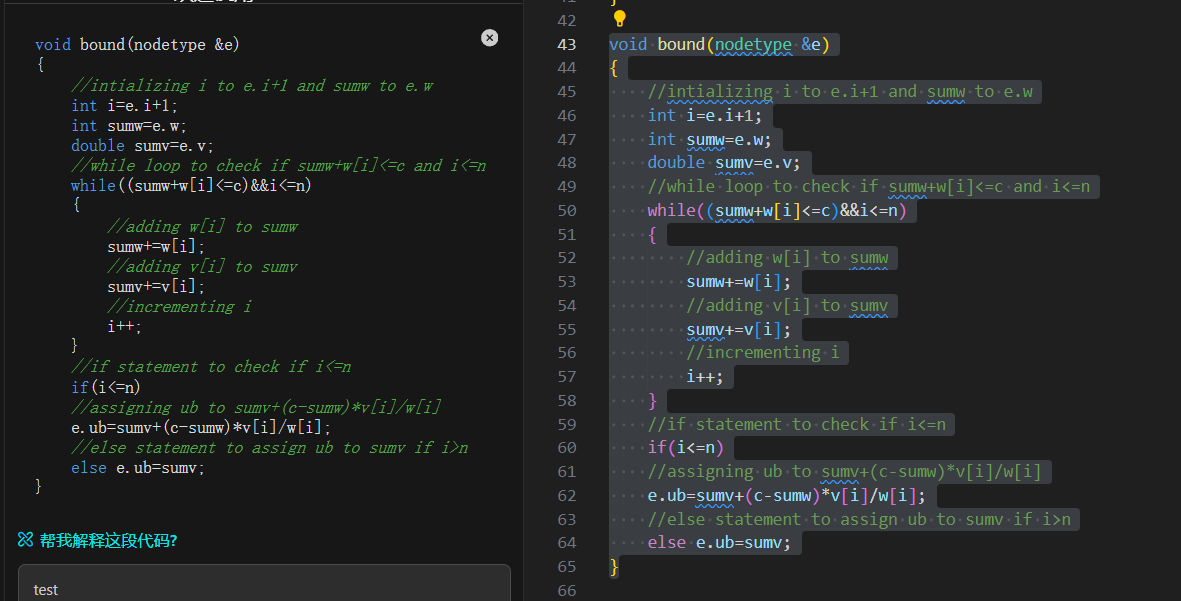 void bound(nodetype &e)
{
//intializing i to e.i+1 and sumw to e.w
int i=e.i+1;
int sumw=e.w;
double sumv=e.v;
//while loop to check if sumw+w[i]<=c and i<=n
while((sumw+w[i]<=c)&&i<=n)
{
//adding w[i] to sumw
sumw+=w[i];
//adding v[i] to sumv
sumv+=v[i];
//incrementing i
i++;
}
//if statement to check if i<=n
if(i<=n)
//assigning ub to sumv+(c-sumw)*v[i]/w[i]
e.ub=sumv+(c-sumw)*v[i]/w[i];
//else statement to assign ub to sumv if i>n
else e.ub=sumv;
}
帮我解释这段代码?
test
42
43 void bound(nodetype &e)
44 {
45 //intializing i to e.i+1 and sumw to e.w
46 int i=e.i+1;
47 int sumw=e.w;
48 double sumv=e.v;
49 //while loop to check if sumw+w[i]<=c and i<=n
50 while((sumw+w[i]<=c)&&i<=n)
51 {
52 //adding w[i] to sumw
53 sumw+=w[i];
54 //adding v[i] to sumv
55 sumv+=v[i];
56 //incrementing i
57 i++;
58 }
59 //if statement to check if i<=n
60 if(i<=n)
61 //assigning ub to sumv+(c-sumw)*v[i]/w[i]
62 e.ub=sumv+(c-sumw)*v[i]/w[i];
63 //else statement to assign ub to sumv if i>n
64 else e.ub=sumv;
65 }
66